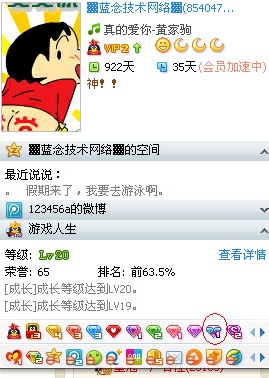 蓝念技术网络(854047...
真的爱你-黄家驹
VIP2
922天 35天(会员加速中)
神！！
蓝念技术网络的空间
最近说说：
。 假期来了，我要去游泳啊。
123456a的微博
游戏人生
等级: Lv20 查看详情
荣誉: 65 排名: 前63.5%
[成长]成长等级达到LV20。
[成长]成长等级达到LV19。